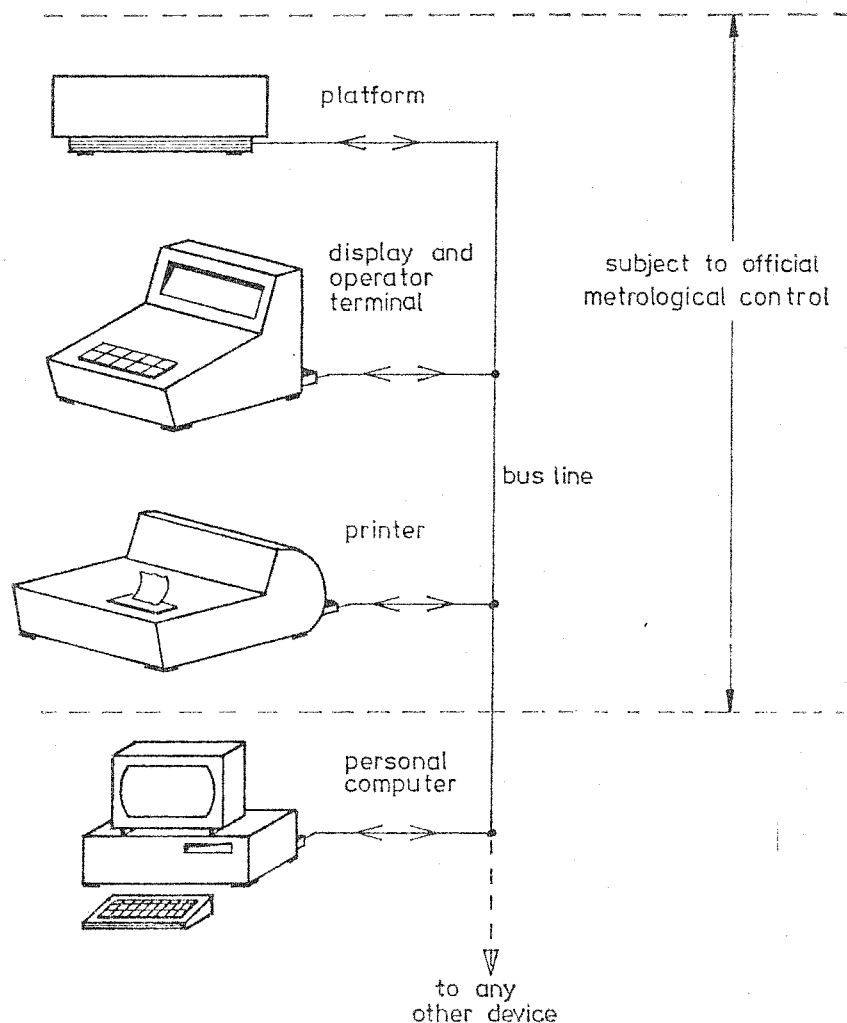 platform
display and
operator
terminal
subject to official
metrological control
bus line
printer
personal
computer
to any
other device